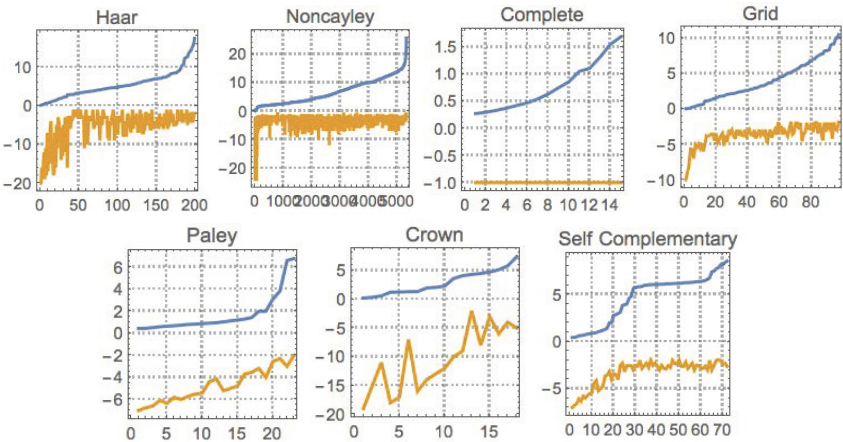 Haar
10
0
−10
−20
0 50 100 150 200
Noncayley
20
10
0
−10
−20
0 1000 2000 3000 4000 5000
Complete
1.5
1.0
0.5
0.0
−0.5
−1.0
2 4 6 8 10 12 14
Grid
10
5
0
−5
−10
0 20 40 60 80
Paley
6
4
2
0
−2
−4
−6
0 5 10 15 20
Crown
5
0
−5
−10
−15
−20
0 5 10 15
Self Complementary
5
0
−5
0 10 20 30 40 50 60 70